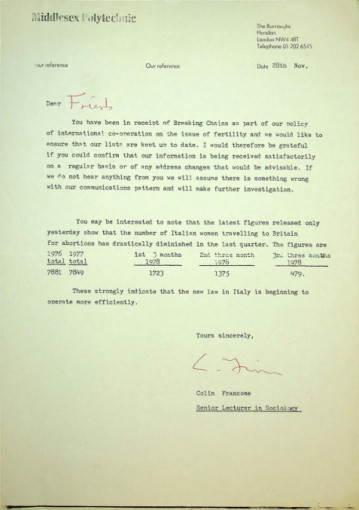 Middlesex Polytechnic
The Burroughs
Hendon
London NW4 4BT
Telephone 01-202 6545
our reference
Our reference
Date 28th Nov.
Dear Friends
You have been in receipt of Breaking Chains as part of our policy
of international co-operation on the issue of fertility and we would like to
ensure that our lists are kept up to date. I would therefore be grateful
if you could confirm that our information is being received satisfactorily
on a regular basis or of any address changes that would be advisable. If
we do not hear anything from you we will assume there is something wrong
with our communications pattern and will make further investigation.
You may be interested to note that the latest figures released only
yesterday show that the number of Italian women travelling to Britain
for abortions has drastically diminished in the last quarter. The figures are
1976 1977 1st 3 months 2nd three month 3rd three months
total total 1978 1978 1978
7881 7849 1723 1375 479.
These strongly indicate that the new law in Italy is beginning to
operate more efficiently.
Yours sincerely,
Colin Francome
Senior Lecturer in Sociology